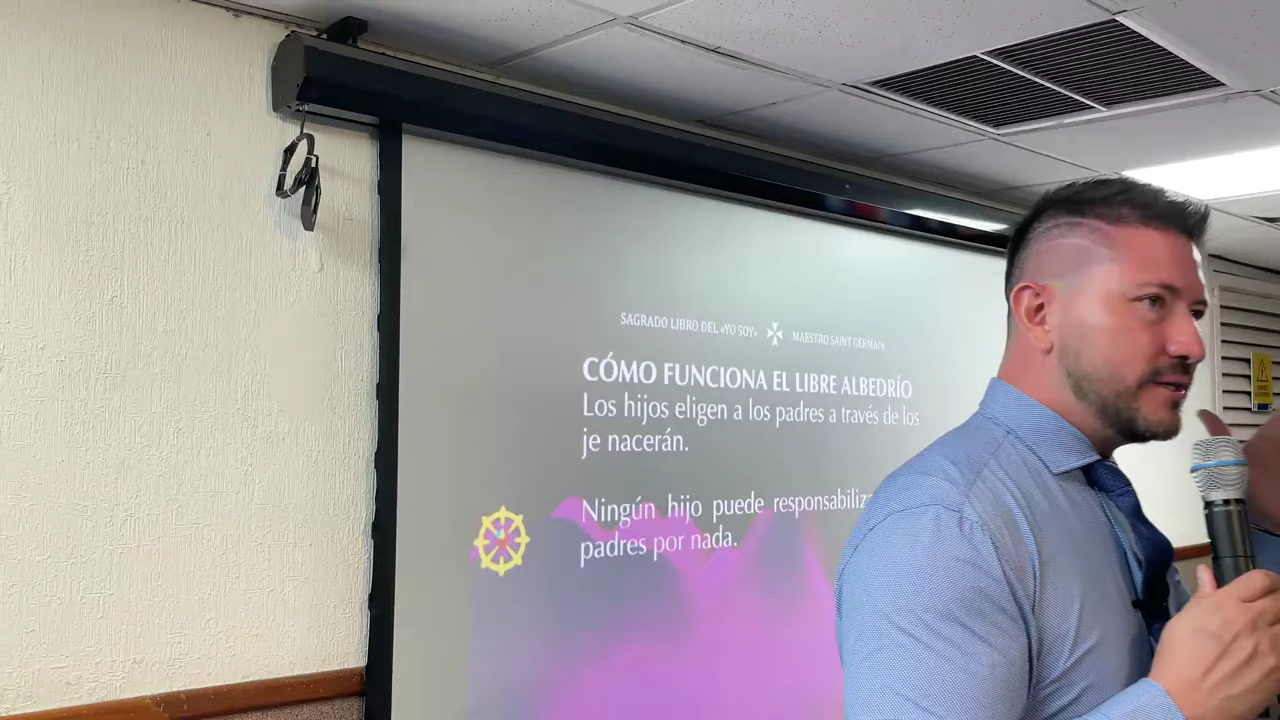 SAGRADO LIBRO DEL «YO SOY» MAESTRO SAINT GERMAIN
CÓMO FUNCIONA EL LIBRE ALBEDRÍO
Los hijos eligen a los padres a través de los
je nacerán.
Ningún hijo puede responsabiliza
padres por nada.